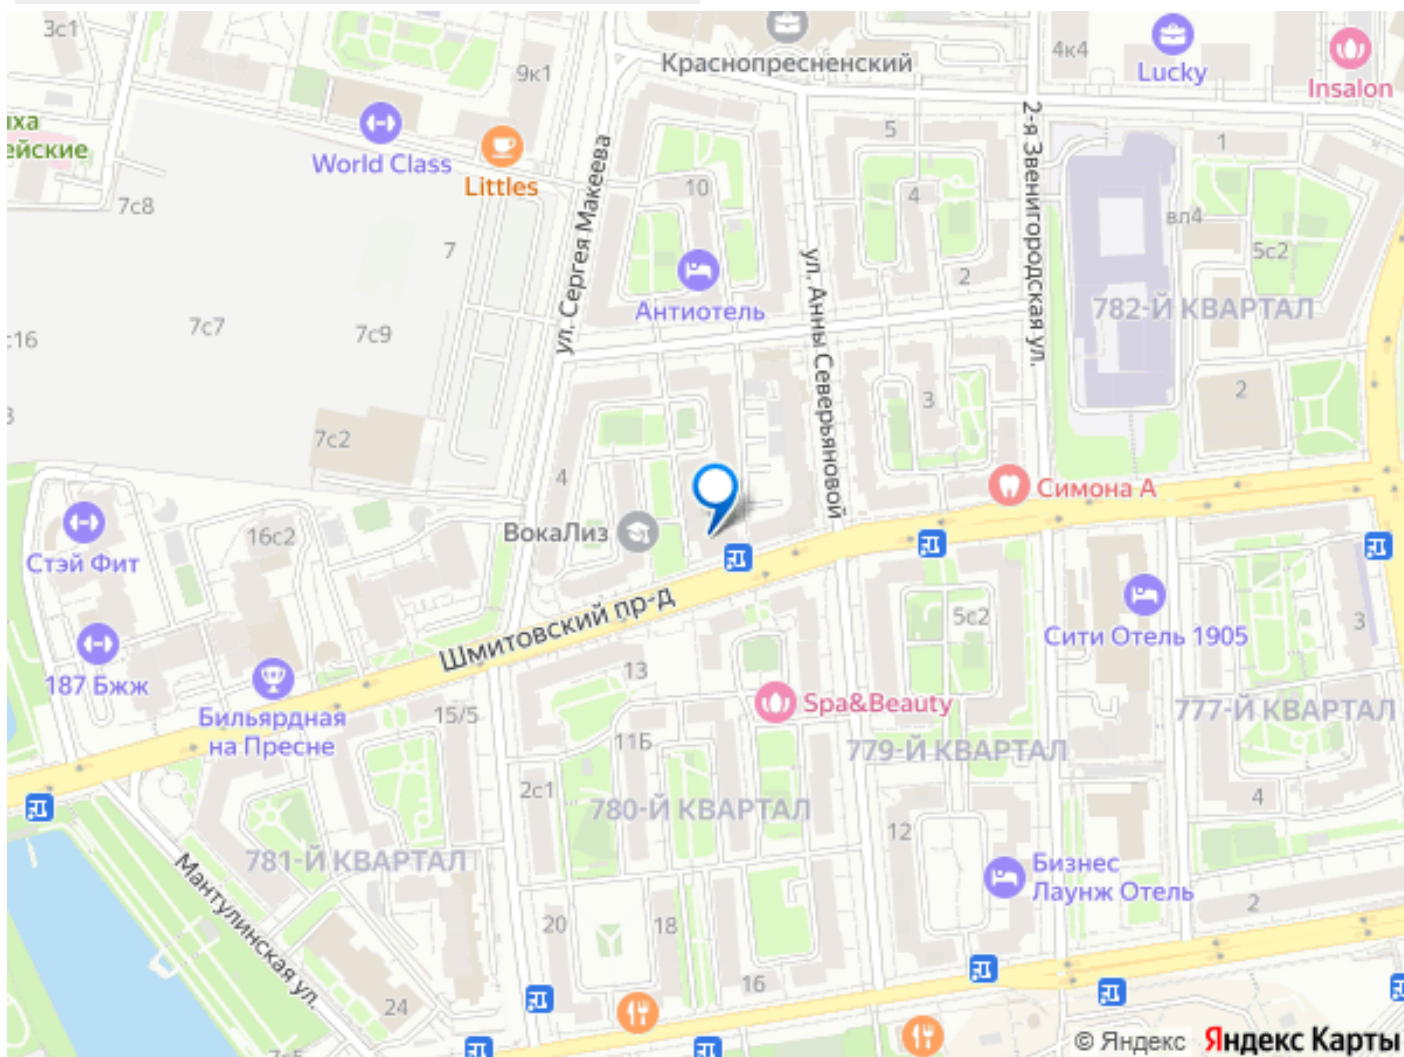 3с1
9к1
Краснопресненский
4к4
Lucky
Insalon
World Class
Littles
ул. Сергея Макеева
10
5
4
2-я Звенигородская ул.
1
вл4
5с2
7с8
7
ейские
Антиотель
2
ул. Анны Северьяновой
782-Й КВАРТАЛ
7с7
7с9
3
2
7с2
4
Симона А
ВокаЛиз
16с2
Стэй Фит
Шмитовский пр-д
5с2
Сити Отель 1905
3
187 Бжж
13
Spa&Beauty
Бильярдная
на Пресне
15/5
11Б
779-Й КВАРТАЛ
777-Й КВАРТАЛ
2с1
780-Й КВАРТАЛ
4
12
781-Й КВАРТАЛ
Мантулинская ул.
Бизнес
Лаунж Отель
2
20
18
16
24
© Яндекс Яндекс Карты